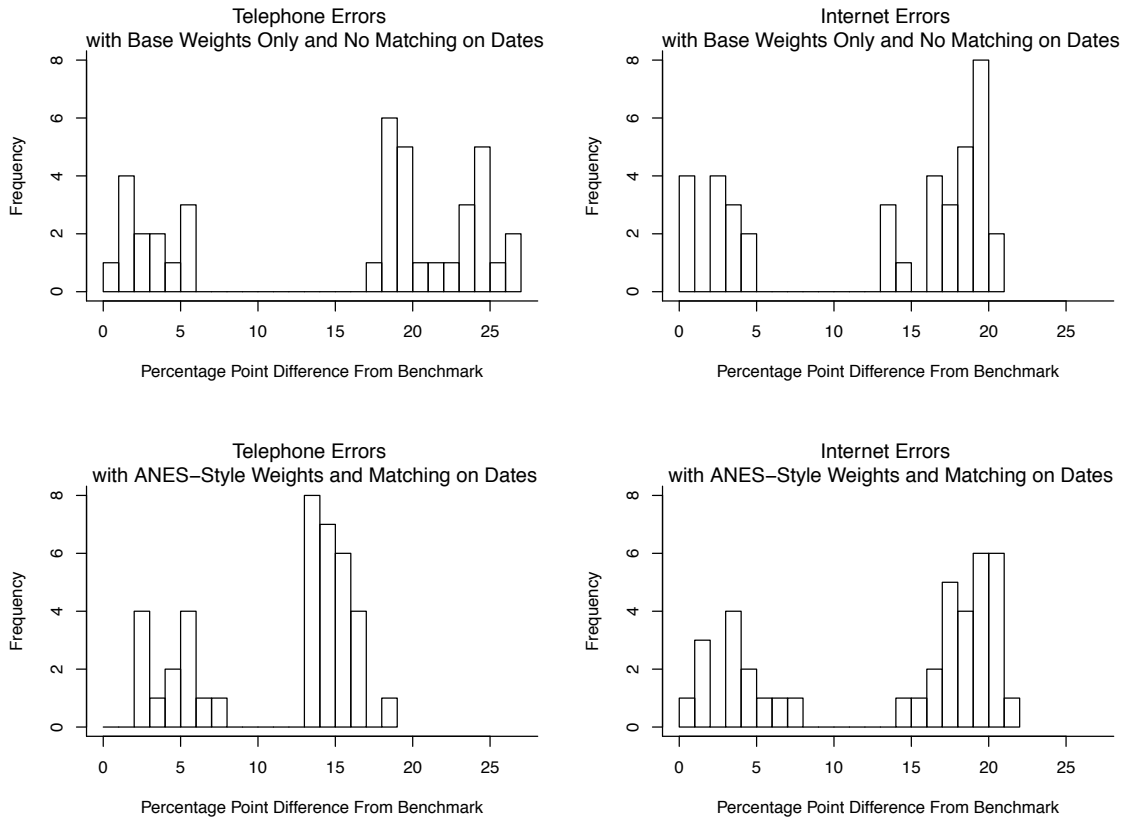 Telephone Errors
with Base Weights Only and No Matching on Dates
Frequency
8
6
4
2
0
0 5 10 15 20 25
Percentage Point Difference From Benchmark
Internet Errors
with Base Weights Only and No Matching on Dates
Frequency
8
6
4
2
0
0 5 10 15 20 25
Percentage Point Difference From Benchmark
Telephone Errors
with ANES−Style Weights and Matching on Dates
Frequency
8
6
4
2
0
0 5 10 15 20 25
Percentage Point Difference From Benchmark
Internet Errors
with ANES−Style Weights and Matching on Dates
Frequency
8
6
4
2
0
0 5 10 15 20 25
Percentage Point Difference From Benchmark